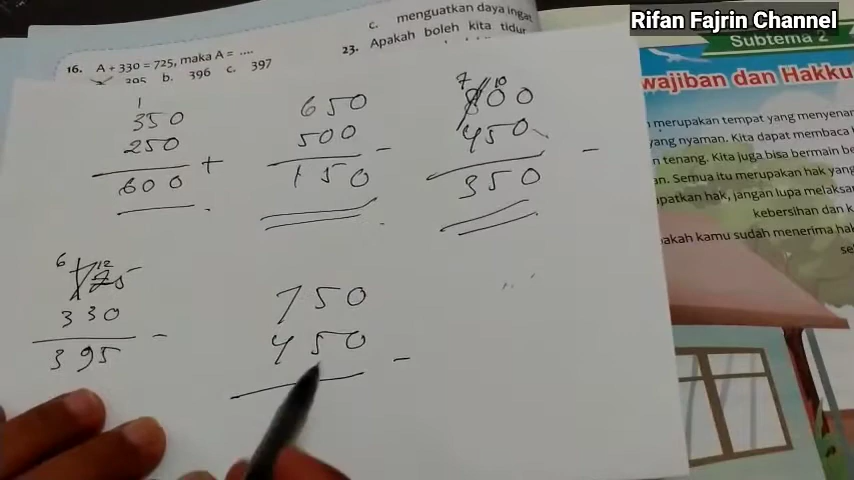 Rifan Fajrin Channel
c. menguatkan daya ingat
16. A + 330 = 725, maka A = ....
395 b. 396 c. 397
23. Apakah boleh kita tidur
Subtema 2
wajiban dan Hakku
merupakan tempat yang menyenan
yang nyaman. Kita dapat membaca
n tenang. Kita juga bisa bermain be
an. Semua itu merupakan hak yang
patkan hak, jangan lupa melaksa
kebersihan dan k
akah kamu sudah menerima hak
se
1
350
250
+
600
650
500
-
150
7 10
800
450
-
350
6 12
725
330
-
395
750
450
-